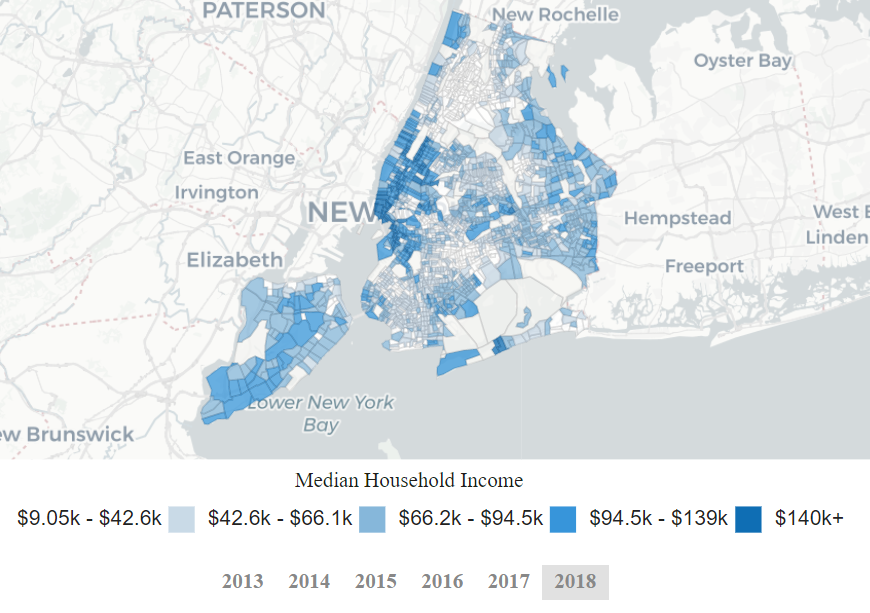 PATERSON
New Rochelle
Oyster Bay
East Orange
Irvington
NEW
Hempstead
West E
Linden
Elizabeth
Freeport
Lower New York
Bay
ew Brunswick
Median Household Income
$9.05k - $42.6k $42.6k - $66.1k $66.2k - $94.5k $94.5k - $139k $140k+
2013 2014 2015 2016 2017 2018